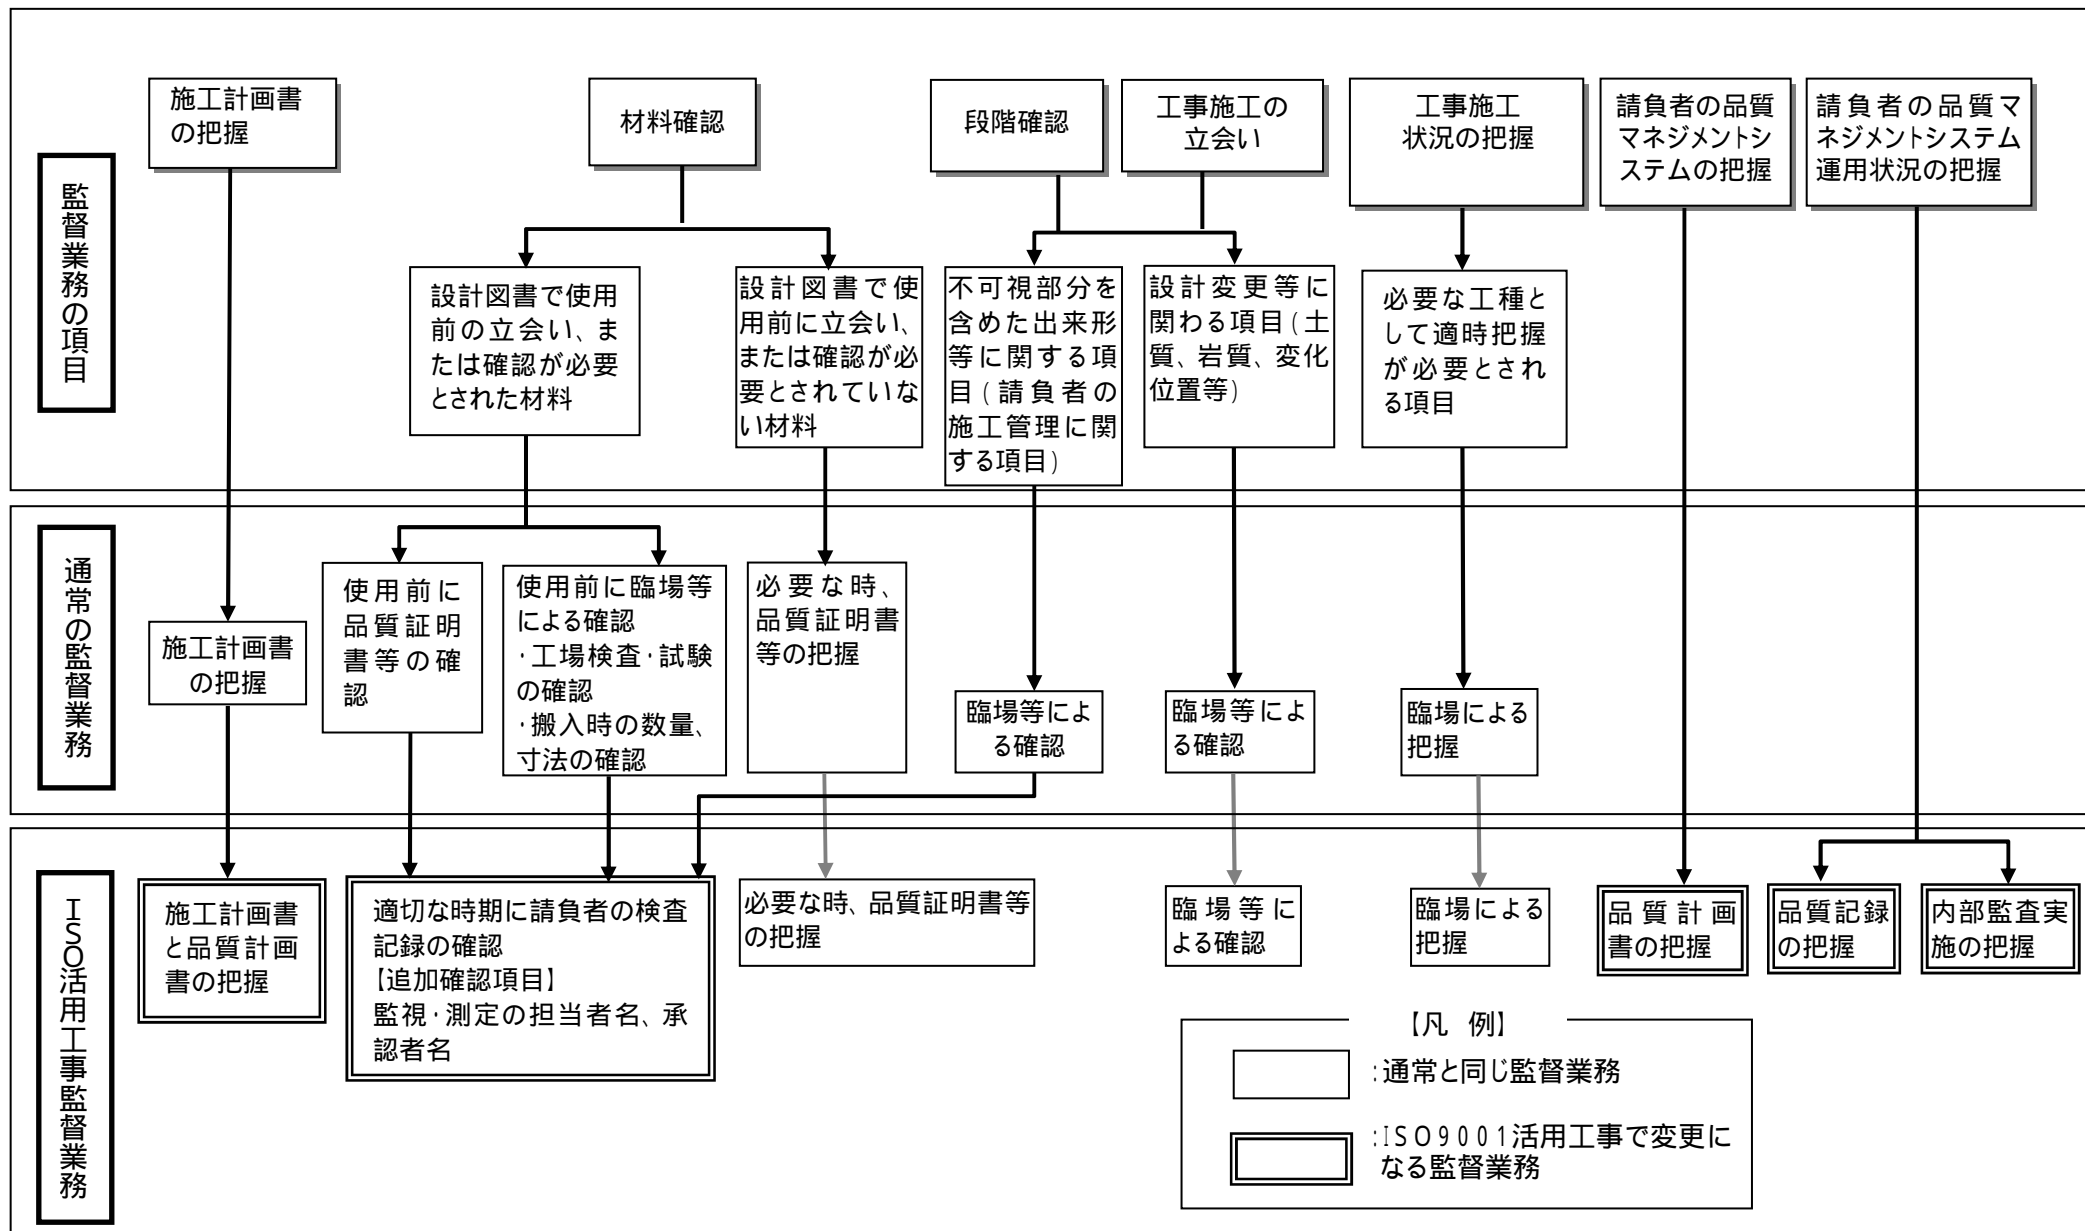 監督業務の項目
施工計画書
の把握
材料確認
段階確認
工事施工の
立会い
工事施工
状況の把握
請負者の品質
マネジメントシ
ステムの把握
請負者の品質マ
ネジメントシステム
運用状況の把握
設計図書で使用
前の立会い、ま
たは確認が必要
とされた材料
設計図書で使
用前に立会い、
または確認が必
要とされていな
い材料
不可視部分を
含めた出来形
等に関する項
目(請負者の
施工管理に関
する項目)
設計変更等に
関わる項目(土
質、岩質、変化
位置等)
必要な工種と
して適時把握
が必要とされ
る項目
通常の監督業務
施工計画書
の把握
使用前に
品質証明
書等の確
認
使用前に臨場等
による確認
・工場検査・試験
の確認
・搬入時の数量、
寸法の確認
必要な時、
品質証明書
等の把握
臨場等によ
る確認
臨場等によ
る確認
臨場による
把握
ISO活用工事監督業務
施工計画書
と品質計画
書の把握
適切な時期に請負者の検査
記録の確認
【追加確認項目】
監視・測定の担当者名、承
認者名
必要な時、品質証明書等
の把握
臨場等に
よる確認
臨場による
把握
品質計画
書の把握
品質記録
の把握
内部監査実
施の把握
【凡 例】
:通常と同じ監督業務
:ISO9001活用工事で変更に
なる監督業務